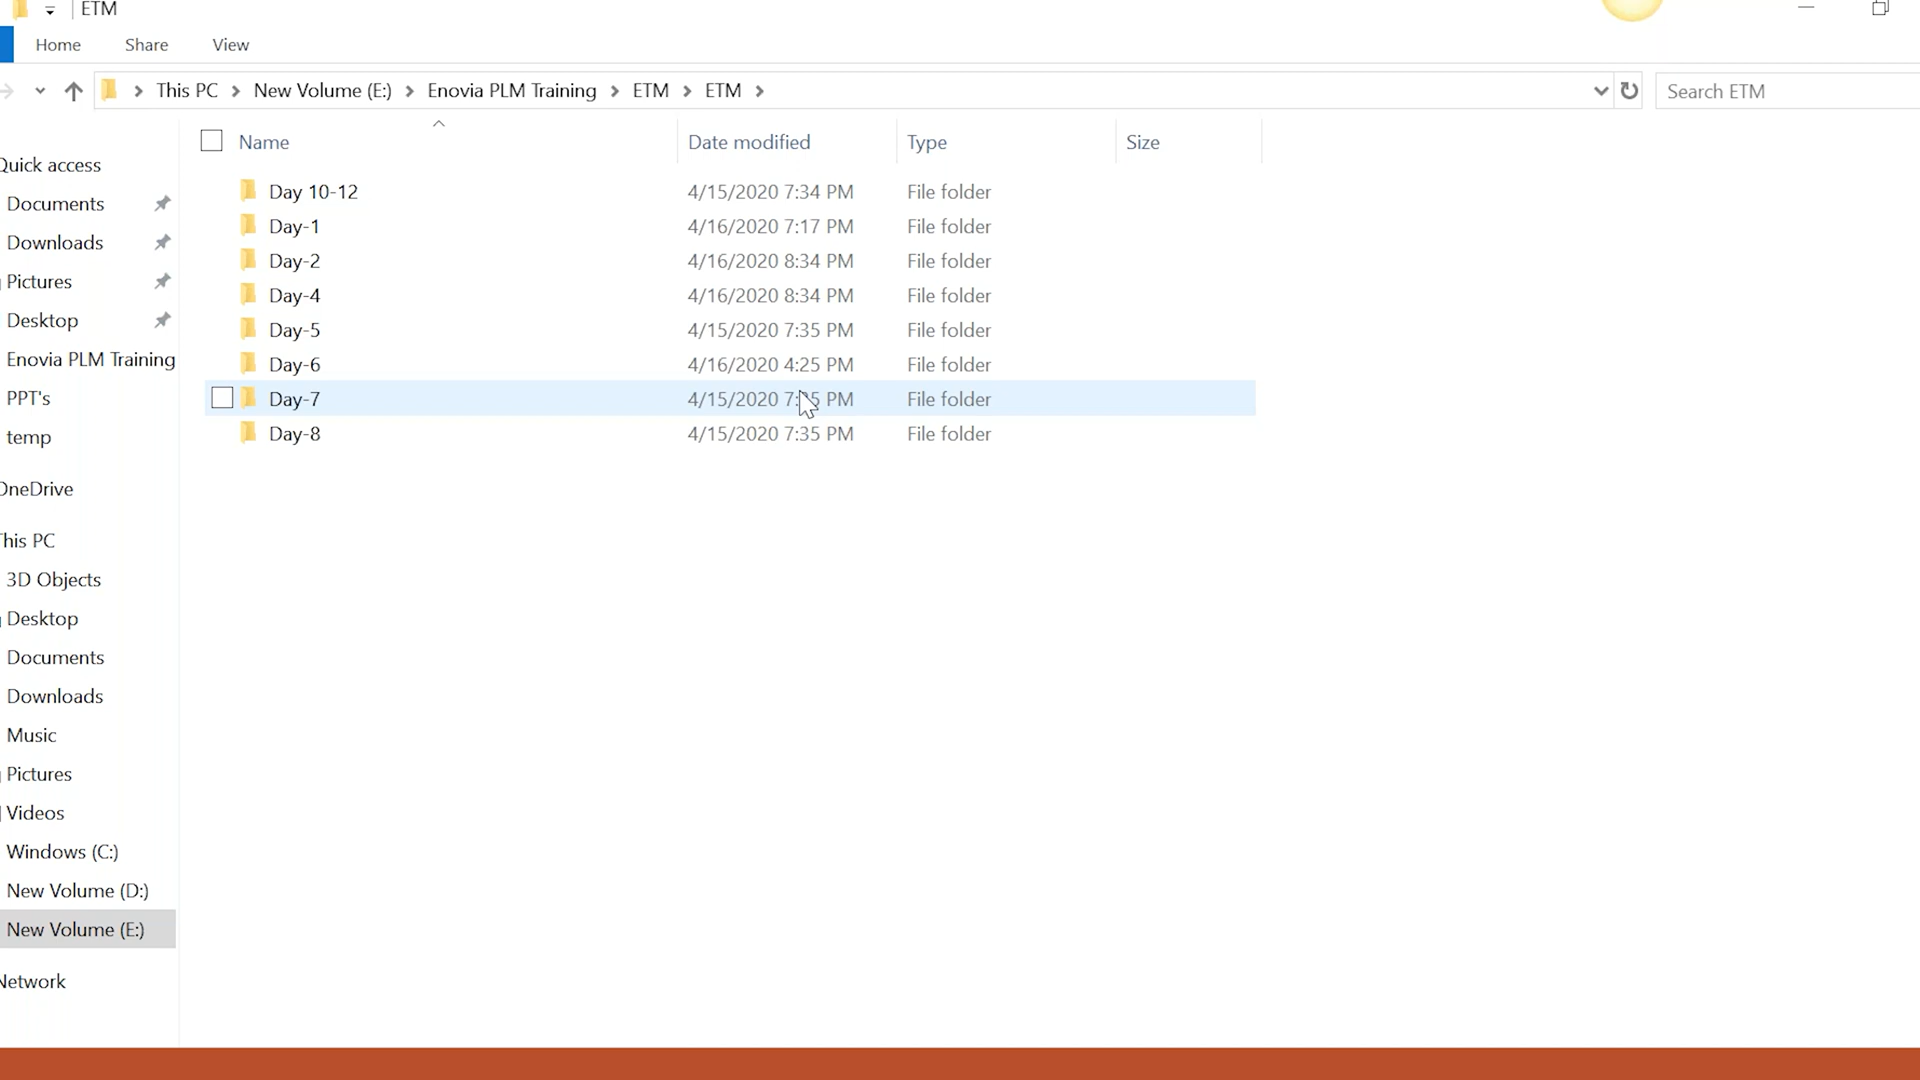 ETM
Home Share View
This PC New Volume (E:) Enovia PLM Training ETM ETM Search ETM
Name Date modified Type Size
Quick access
Documents
Downloads
Pictures
Desktop
Enovia PLM Training
PPT's
temp
OneDrive
This PC
3D Objects
Desktop
Documents
Downloads
Music
Pictures
Videos
Windows (C:)
New Volume (D:)
New Volume (E:)
Network
Day 10-12 4/15/2020 7:34 PM File folder
Day-1 4/16/2020 7:17 PM File folder
Day-2 4/16/2020 8:34 PM File folder
Day-4 4/16/2020 8:34 PM File folder
Day-5 4/15/2020 7:35 PM File folder
Day-6 4/16/2020 4:25 PM File folder
Day-7 4/15/2020 7:35 PM File folder
Day-8 4/15/2020 7:35 PM File folder